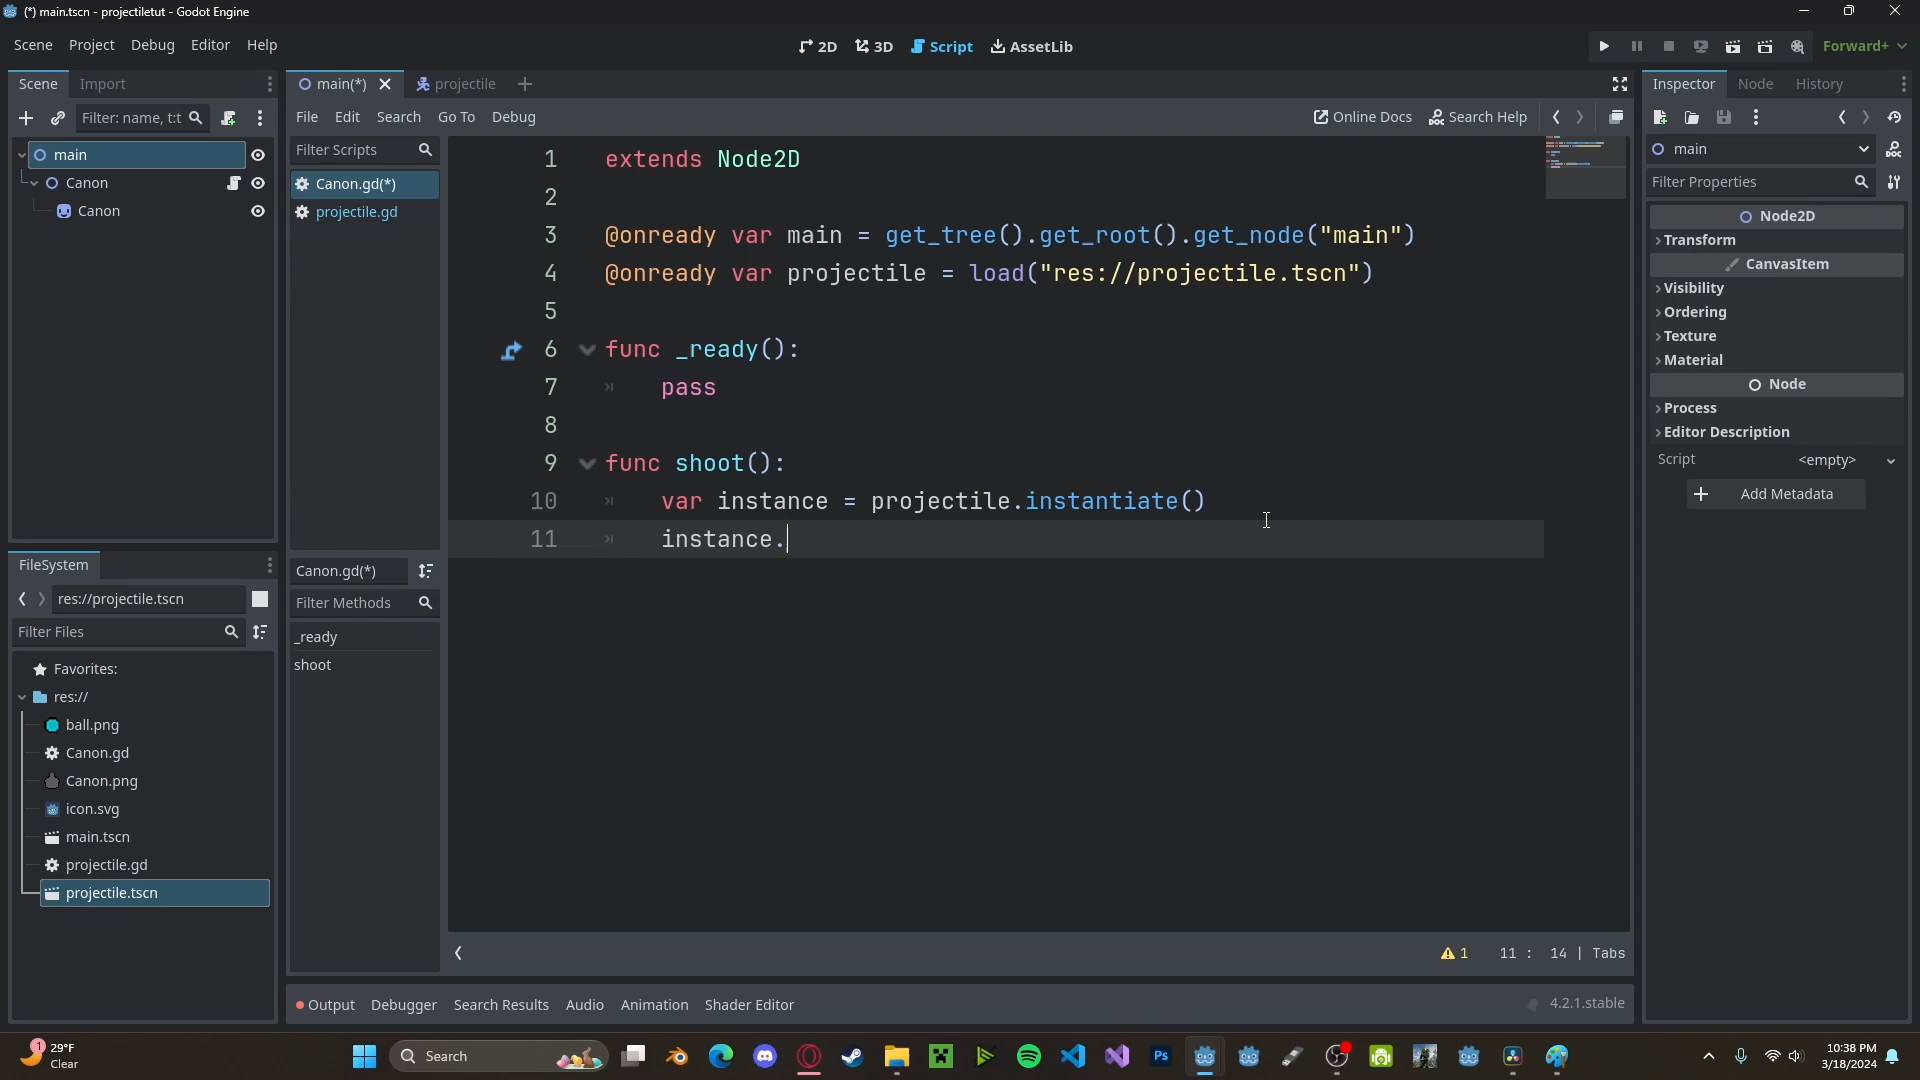 (*) main.tscn - projectiletut - Godot Engine
Scene Project Debug Editor Help
2D 3D Script AssetLib
Forward+
Scene Import
main(*) projectile
Inspector Node History
Filter: name, t:t
File Edit Search Go To Debug
Online Docs Search Help
main
Canon
Canon
Filter Scripts
Canon.gd(*)
projectile.gd
1 extends Node2D
2
3 @onready var main = get_tree().get_root().get_node("main")
4 @onready var projectile = load("res://projectile.tscn")
5
6 func _ready():
7 pass
8
9 func shoot():
10 var instance = projectile.instantiate()
11 instance.
main
Filter Properties
Node2D
Transform
CanvasItem
Visibility
Ordering
Texture
Material
Node
Process
Editor Description
Script <empty>
Add Metadata
FileSystem
res://projectile.tscn
Filter Files
Favorites:
res://
ball.png
Canon.gd
Canon.png
icon.svg
main.tscn
projectile.gd
projectile.tscn
Canon.gd(*)
Filter Methods
_ready
shoot
1 11 : 14 | Tabs
Output Debugger Search Results Audio Animation Shader Editor
4.2.1.stable
1
29°F
Clear
Search
Ps
10:38 PM
3/18/2024